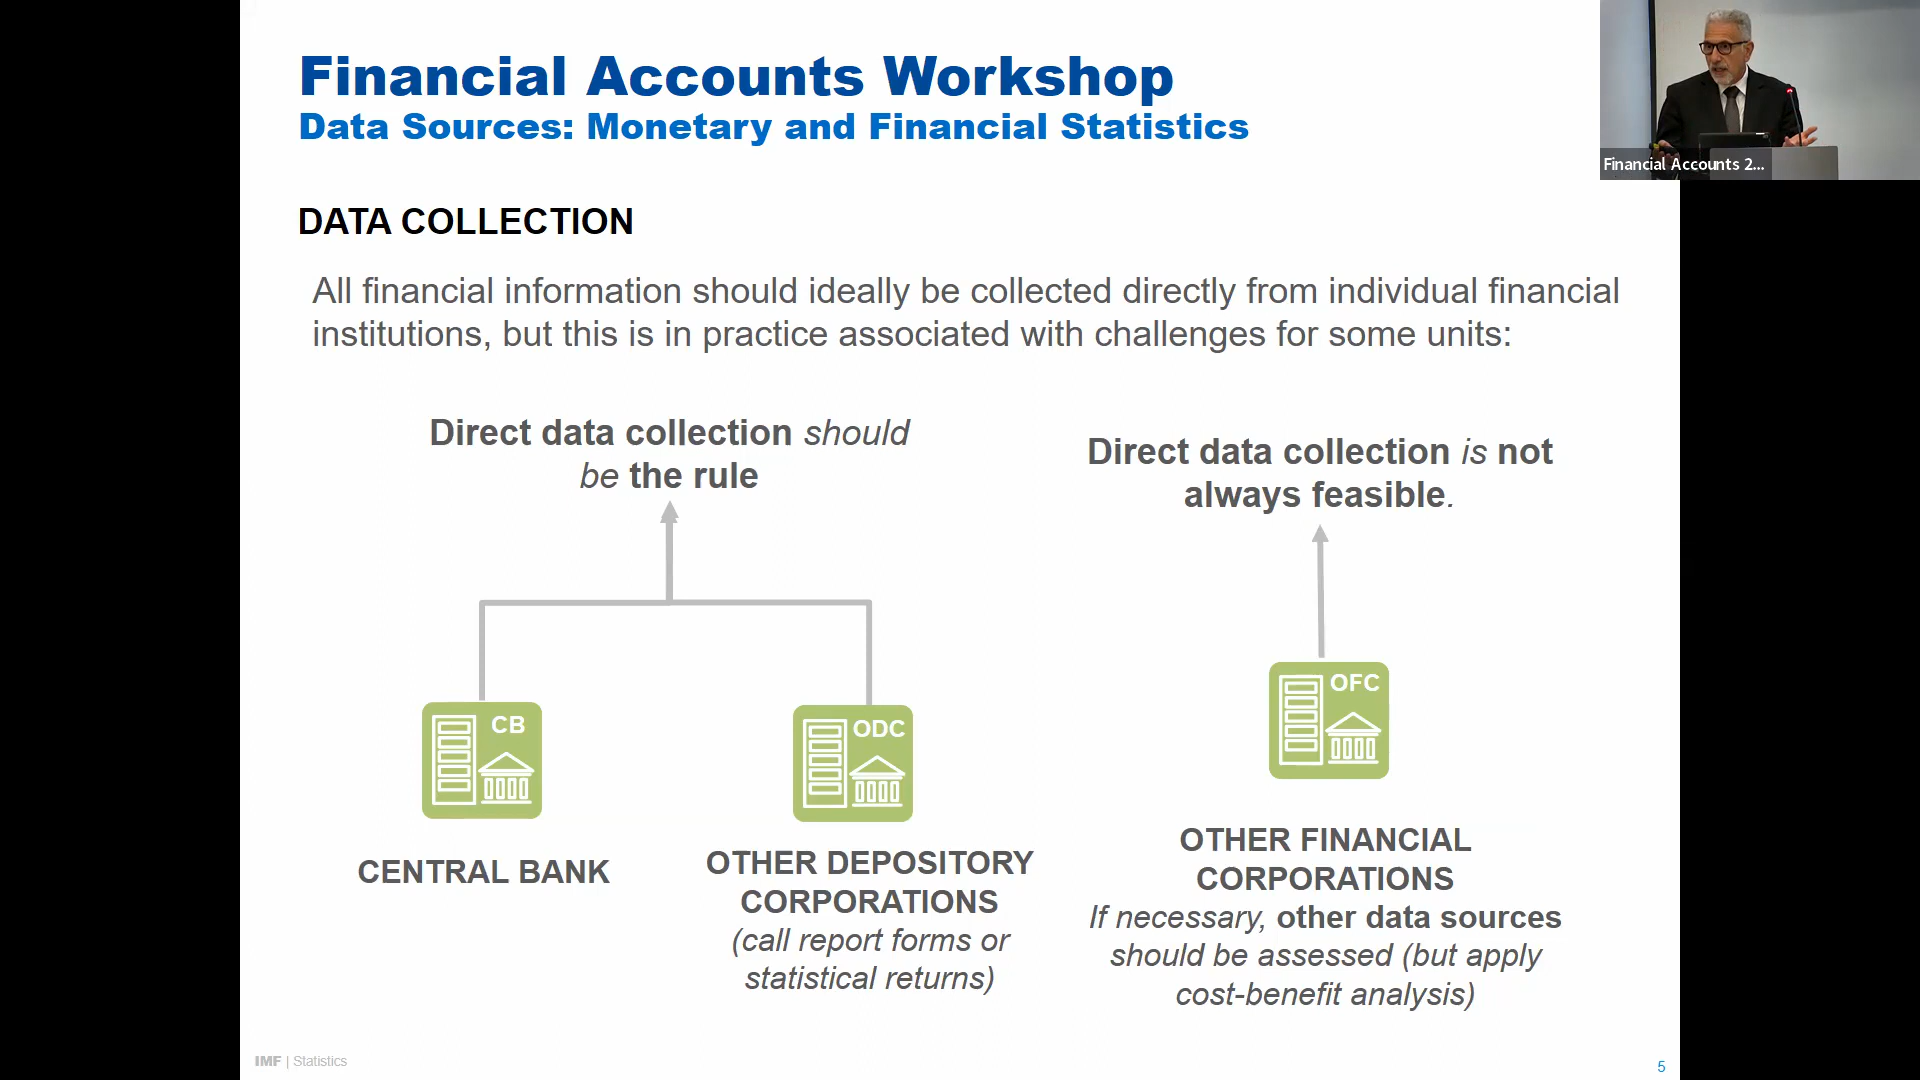 Financial Accounts Workshop
Data Sources: Monetary and Financial Statistics
Financial Accounts 2...
DATA COLLECTION
All financial information should ideally be collected directly from individual financial
institutions, but this is in practice associated with challenges for some units:
Direct data collection should
be the rule
Direct data collection is not
always feasible.
CB
ODC
OFC
CENTRAL BANK
OTHER DEPOSITORY
CORPORATIONS
(call report forms or
statistical returns)
OTHER FINANCIAL
CORPORATIONS
If necessary, other data sources
should be assessed (but apply
cost-benefit analysis)
IMF | Statistics
5